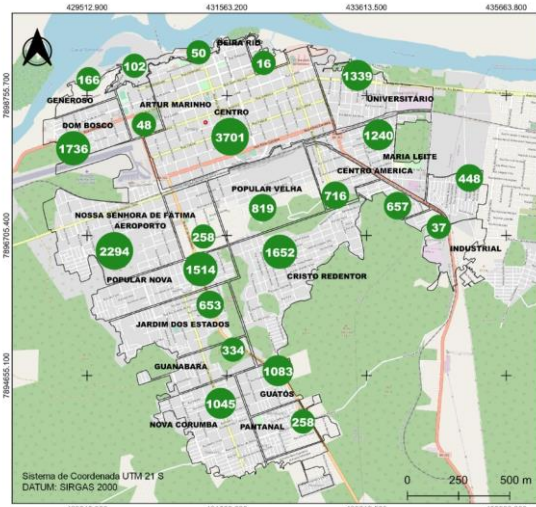 429512.900 431563.200 433613.500 435663.800
7898755.700
7896705.400
7894655.100
50
BEIRA RIO
102
16
166
1339
GENEROSO
ARTUR MARINHO
UNIVERSITÁRIO
CENTRO
DOM BOSCO
48
3701
1240
1736
MARIA LEITE
CENTRO AMERICA
448
POPULAR VELHA
716
819
657
NOSSA SENHORA DE FÁTIMA
AEROPORTO
37
258
2294
1652
INDUSTRIAL
1514
CRISTO REDENTOR
POPULAR NOVA
653
JARDIM DOS ESTADOS
334
GUANABARA
1083
GUATÓS
1045
258
NOVA CORUMBA
PANTANAL
Sistema de Coordenada UTM 21 S
DATUM: SIRGAS 2000
0 250 500 m